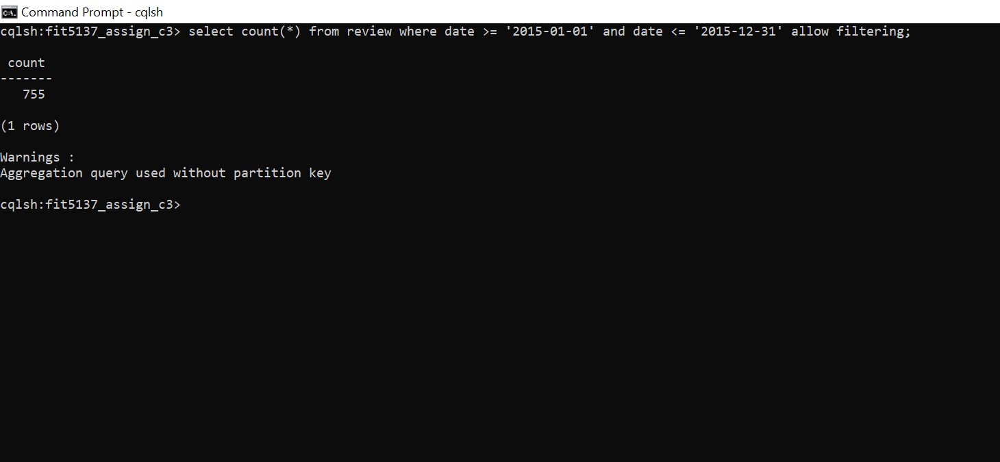 Command Prompt - cqlsh
cqlsh:fit5137_assign_c3> select count(*) from review where date >= '2015-01-01' and date <= '2015-12-31' allow filtering;
count
-------
755
(1 rows)
Warnings :
Aggregation query used without partition key
cqlsh:fit5137_assign_c3>